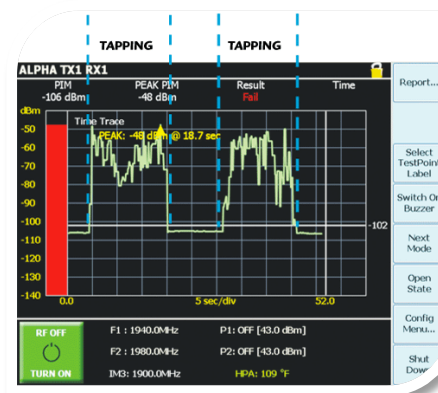 TAPPING TAPPING
ALPHA TX1 RX1
PIM PEAK PIM Result Time
-106 dBm -48 dBm Fail
Report...
dBm
Time Trace
-50
PEAK: -48 dBm @ 18.7 sec
-60
-70
Select
TestPoint
Label
-80
-90
Switch On
Buzzer
-100
-102
-110
Next
Mode
-120
-130
Open
State
-140
0.0 5 sec/div 52.0
Config
Menu...
RF OFF
TURN ON
F1 : 1940.0MHz P1: OFF [43.0 dBm]
F2 : 1980.0MHz P2: OFF [43.0 dBm]
IM3: 1900.0MHz HPA: 109 °F
Shut
Down